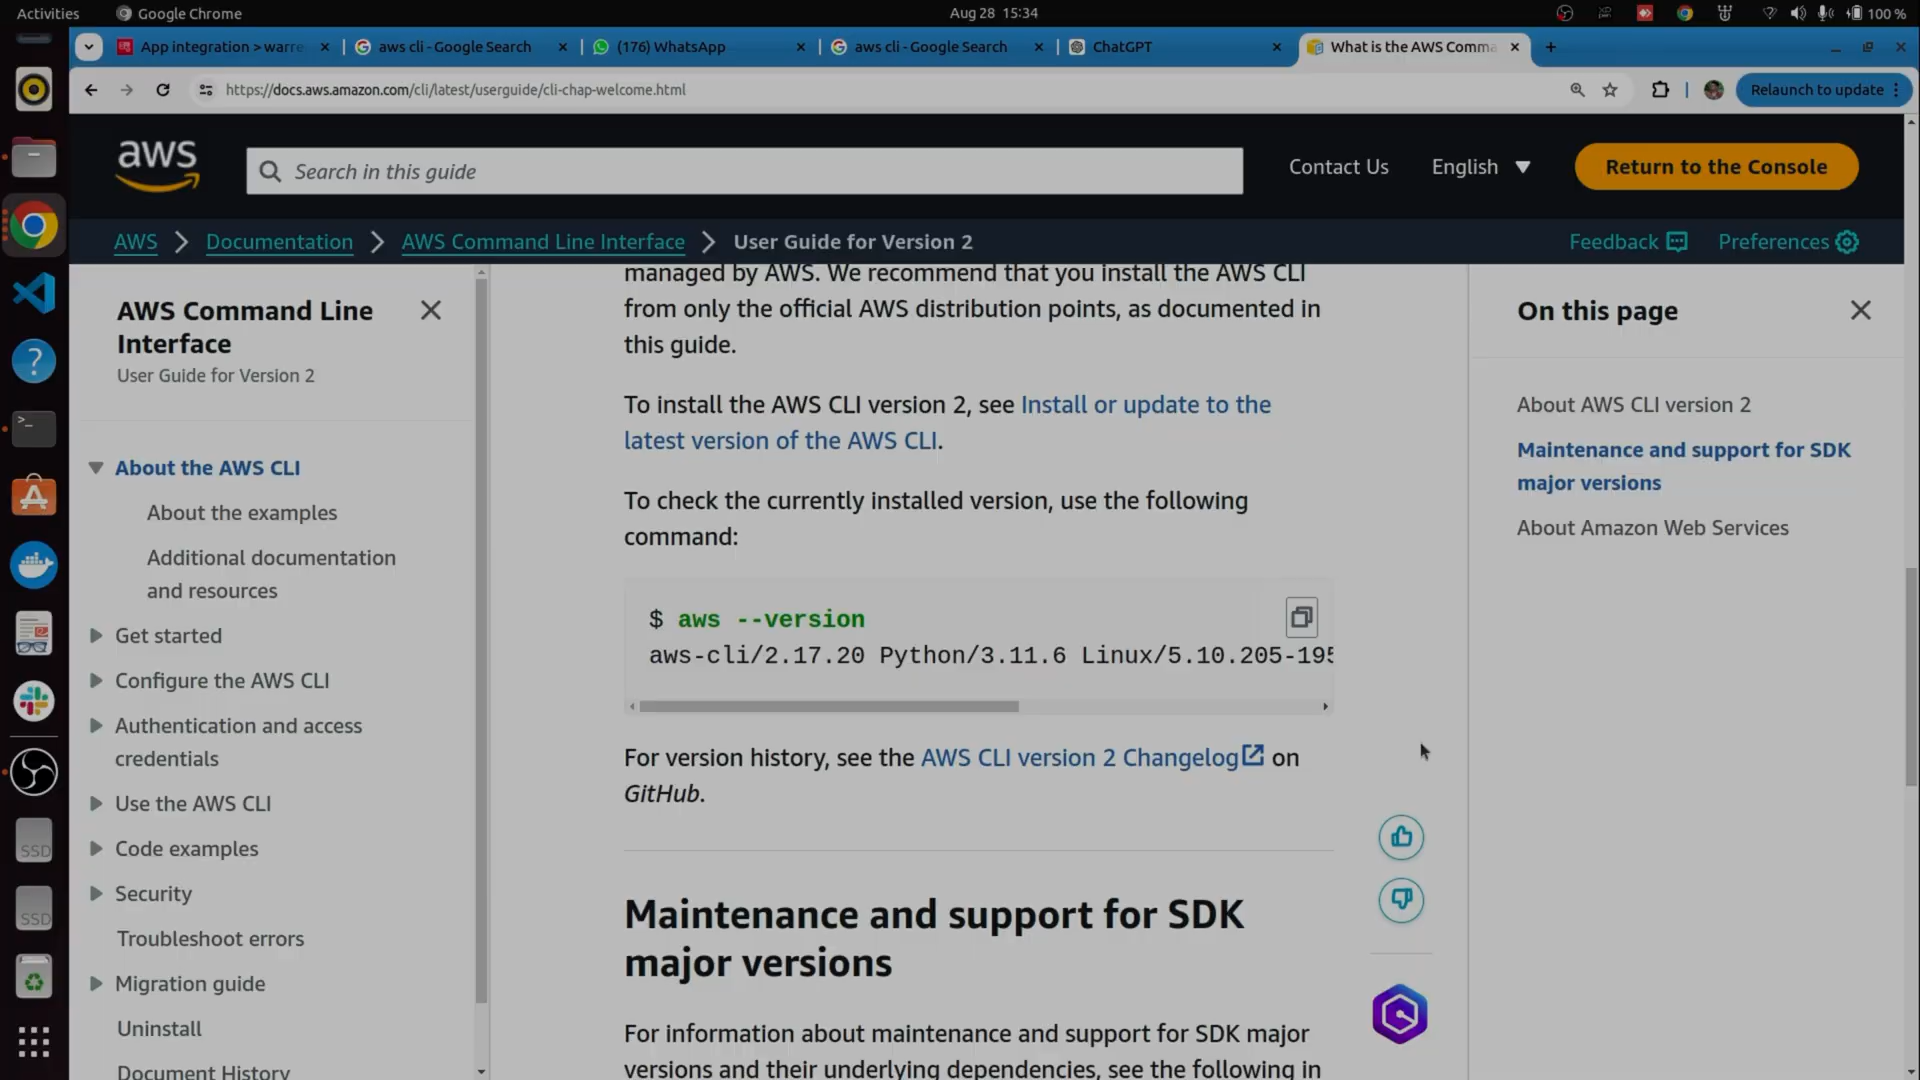 Activities
Google Chrome
Aug 28 15:34
100 %
App integration > warre
aws cli - Google Search
(176) WhatsApp
aws cli - Google Search
ChatGPT
What is the AWS Comma
https://docs.aws.amazon.com/cli/latest/userguide/cli-chap-welcome.html
Relaunch to update
aws
Search in this guide
Contact Us
English
Return to the Console
AWS
Documentation
AWS Command Line Interface
User Guide for Version 2
Feedback
Preferences
AWS Command Line
Interface
User Guide for Version 2
About the AWS CLI
About the examples
Additional documentation
and resources
Get started
Configure the AWS CLI
Authentication and access
credentials
Use the AWS CLI
Code examples
Security
Troubleshoot errors
Migration guide
Uninstall
Document History
managed by AWS. We recommend that you install the AWS CLI
from only the official AWS distribution points, as documented in
this guide.
To install the AWS CLI version 2, see Install or update to the
latest version of the AWS CLI.
To check the currently installed version, use the following
command:
$ aws --version
aws-cli/2.17.20 Python/3.11.6 Linux/5.10.205-195
For version history, see the AWS CLI version 2 Changelog on
GitHub.
Maintenance and support for SDK
major versions
For information about maintenance and support for SDK major
versions and their underlying dependencies, see the following in
On this page
About AWS CLI version 2
Maintenance and support for SDK
major versions
About Amazon Web Services
SSD
SSD